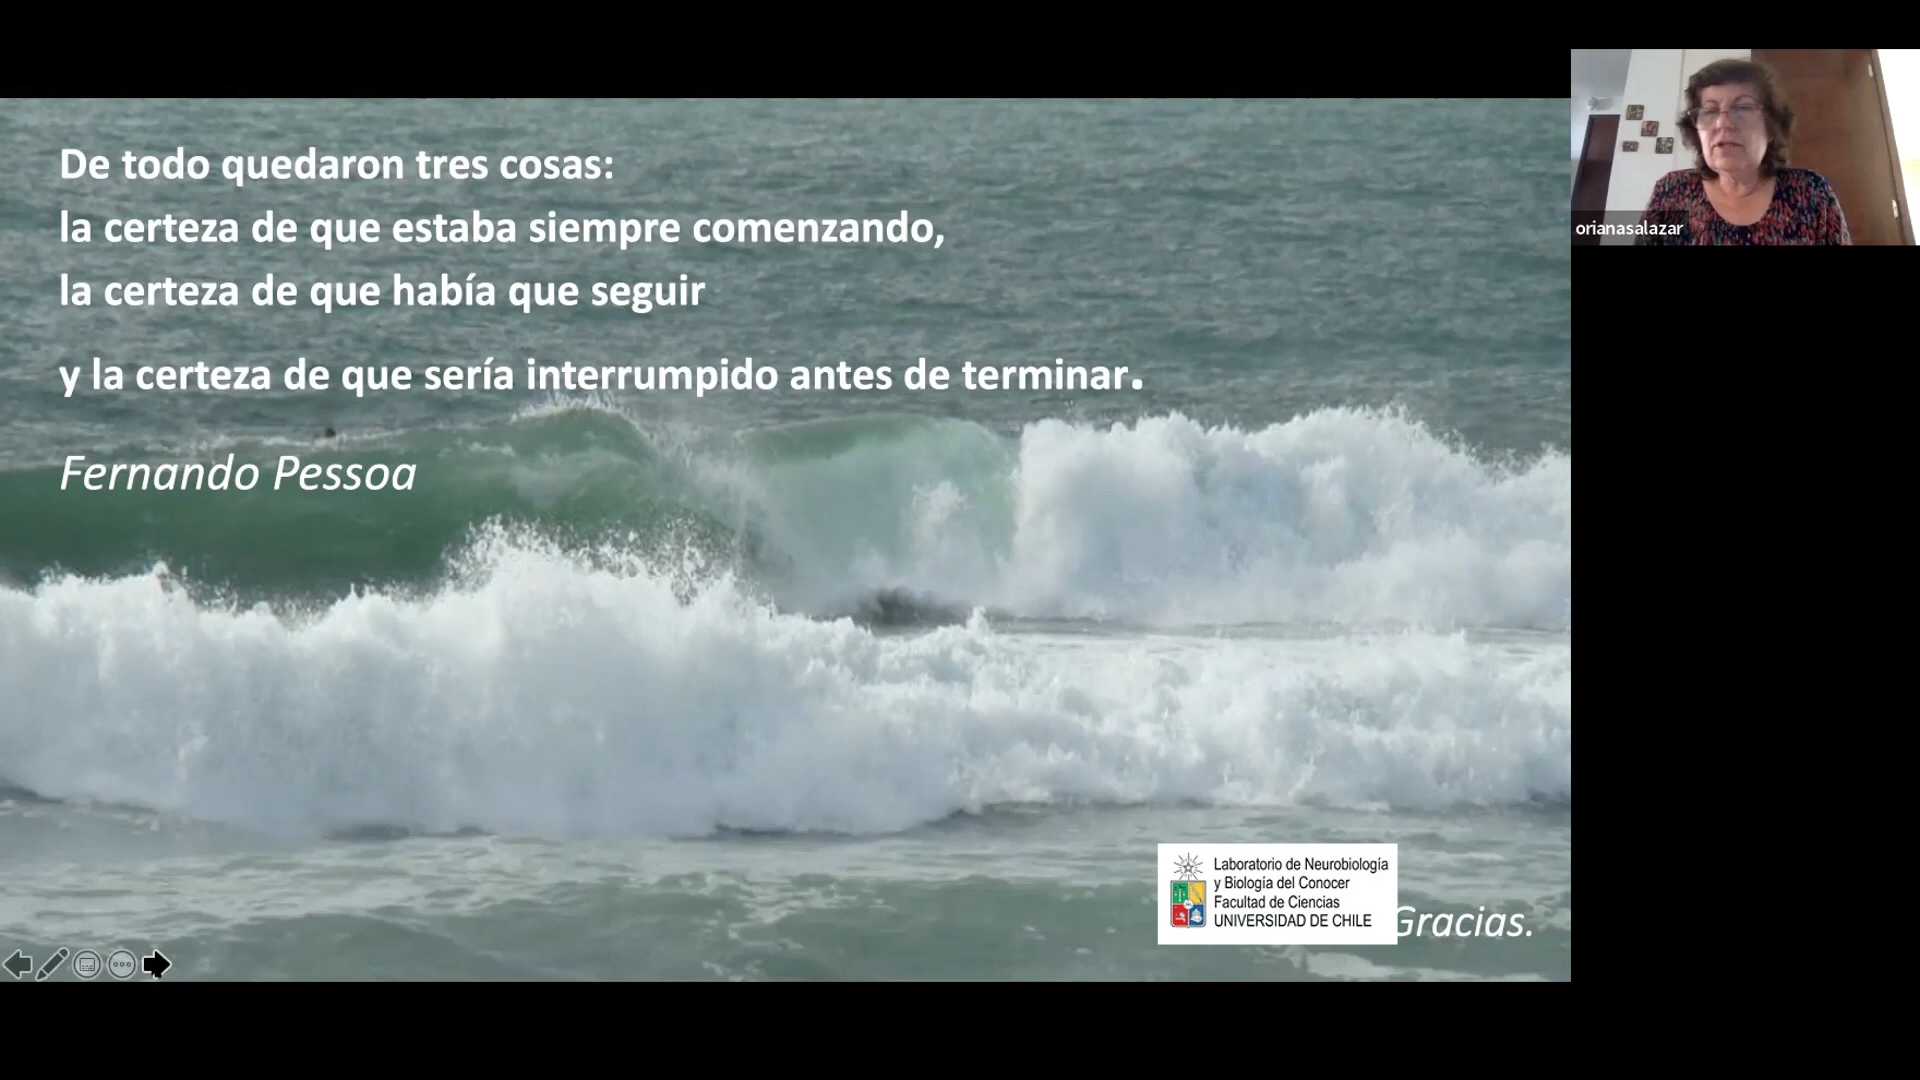 De todo quedaron tres cosas:
la certeza de que estaba siempre comenzando,
la certeza de que había que seguir
y la certeza de que sería interrumpido antes de terminar.
Fernando Pessoa
orianasalazar
Laboratorio de Neurobiología
y Biología del Conocer
Facultad de Ciencias
UNIVERSIDAD DE CHILE
Gracias.